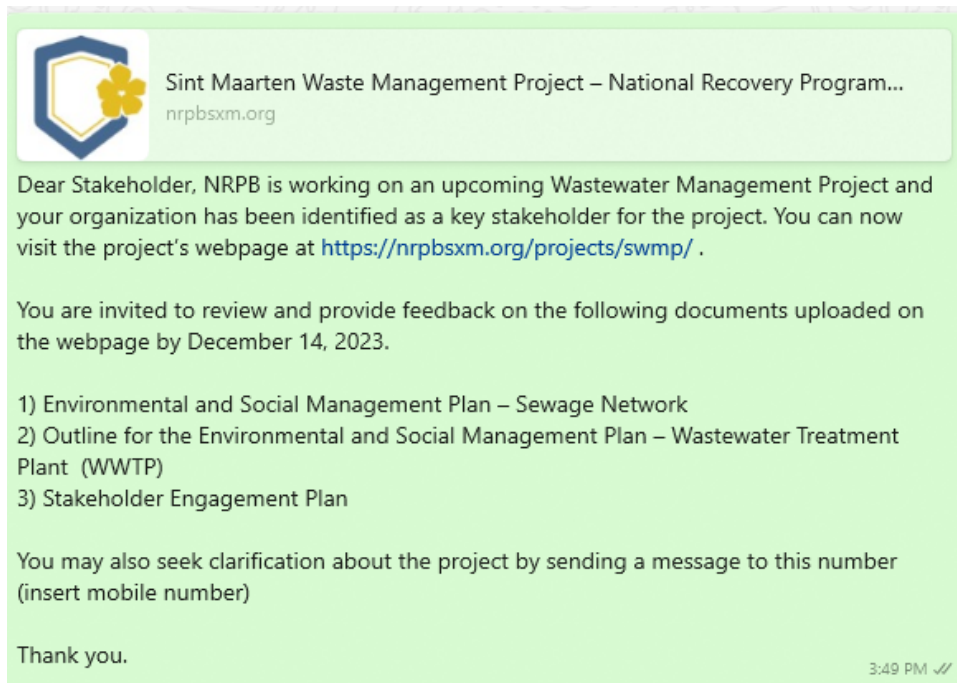 Sint Maarten Waste Management Project – National Recovery Program...
nrpbsxm.org
Dear Stakeholder, NRPB is working on an upcoming Wastewater Management Project and
your organization has been identified as a key stakeholder for the project. You can now
visit the project's webpage at https://nrpbsxm.org/projects/swmp/ .
You are invited to review and provide feedback on the following documents uploaded on
the webpage by December 14, 2023.
1) Environmental and Social Management Plan – Sewage Network
2) Outline for the Environmental and Social Management Plan – Wastewater Treatment
Plant  (WWTP)
3) Stakeholder Engagement Plan
You may also seek clarification about the project by sending a message to this number
(insert mobile number)
Thank you.
3:49 PM